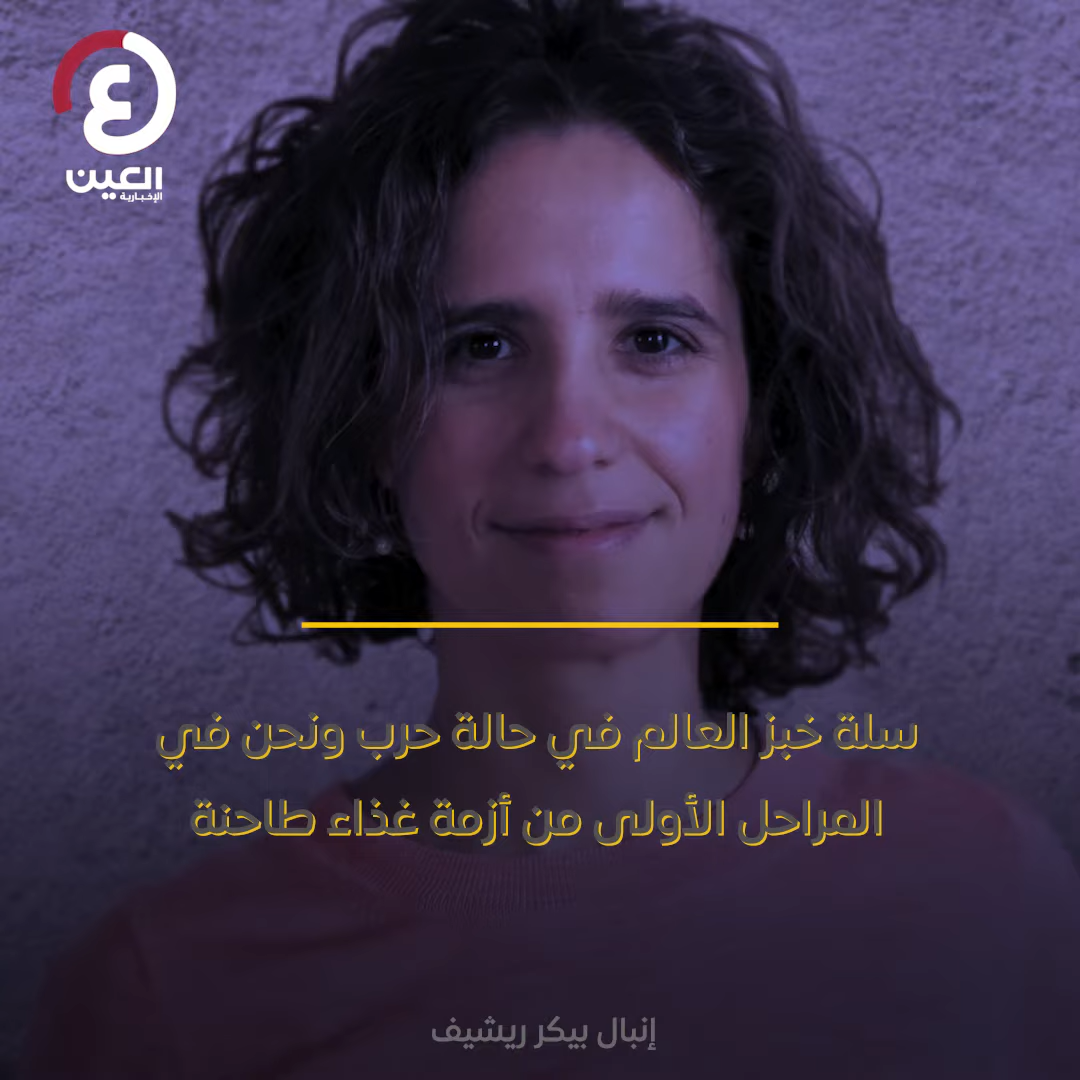 العين
الإخبارية
سلة خبز العالم في حالة حرب ونحن في
المراحل الأولى من أزمة غذاء طاحنة
إنبال بيكر ريشيف